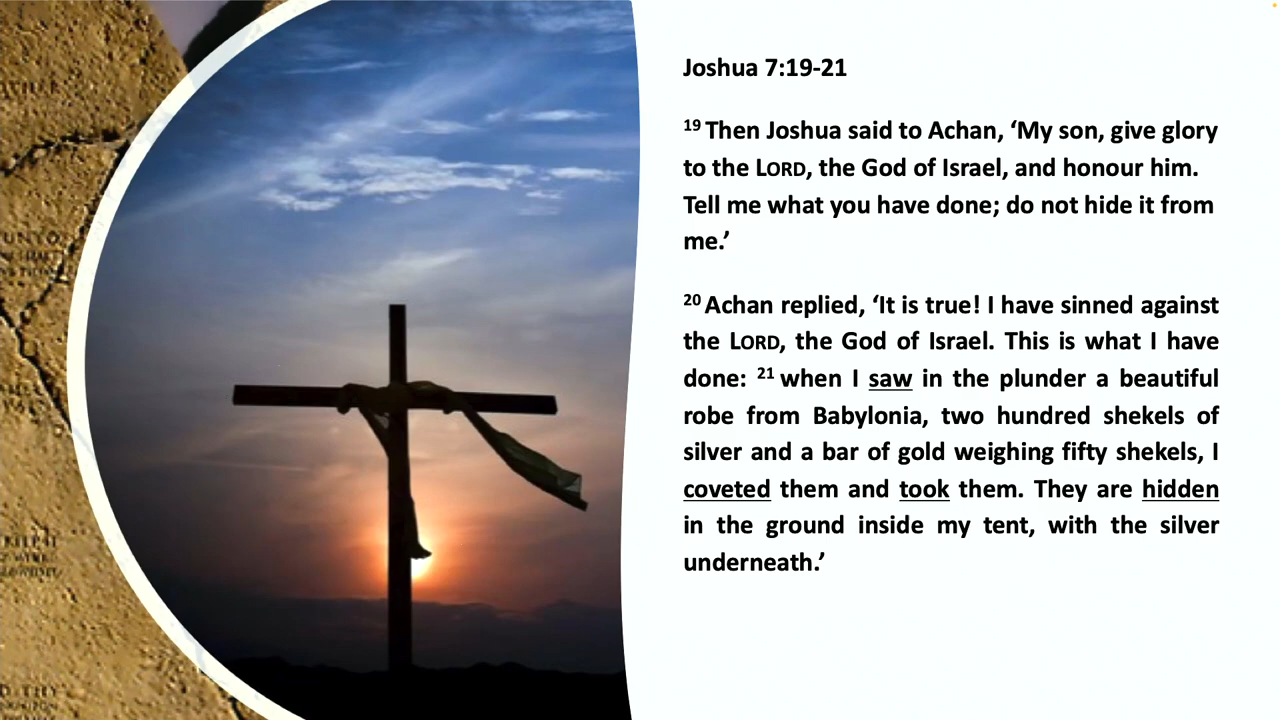 Joshua 7:19-21
19 Then Joshua said to Achan, ‘My son, give glory
to the LORD, the God of Israel, and honour him.
Tell me what you have done; do not hide it from
me.’
20 Achan replied, ‘It is true! I have sinned against
the LORD, the God of Israel. This is what I have
done: 21 when I saw in the plunder a beautiful
robe from Babylonia, two hundred shekels of
silver and a bar of gold weighing fifty shekels, I
coveted them and took them. They are hidden
in the ground inside my tent, with the silver
underneath.’